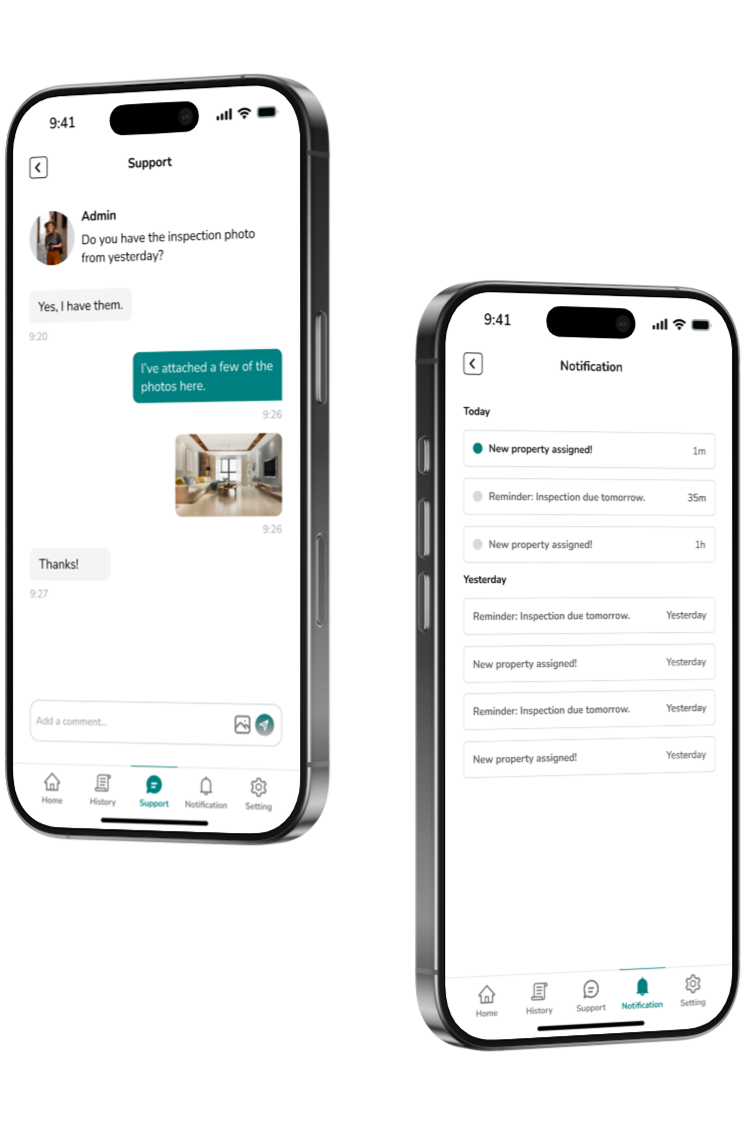 9:41
Support
Admin
Do you have the inspection photo
from yesterday?
Yes, I have them.
9:20
I've attached a few of the
photos here.
9:26
9:26
Thanks!
9:27
Add a comment...
Home
History
Support
Notification
Setting
9:41
Notification
Today
New property assigned! 1m
Reminder: Inspection due tomorrow. 35m
New property assigned! 1h
Yesterday
Reminder: Inspection due tomorrow. Yesterday
New property assigned! Yesterday
Reminder: Inspection due tomorrow. Yesterday
New property assigned! Yesterday
Home
History
Support
Notification
Setting